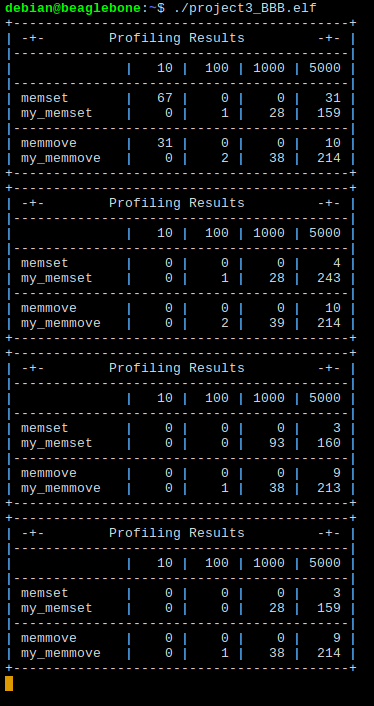 debian@beaglebone:~$ ./project3_BBB.elf
+------------------------------------------+
| -+-        Profiling Results         -+- |
|------------------------------------------|
|              |   10 |  100 | 1000 | 5000 |
|------------------------------------------|
| memset       |   67 |    0 |    0 |   31 |
| my_memset    |    0 |    1 |   28 |  159 |
|------------------------------------------|
| memmove      |   31 |    0 |    0 |   10 |
| my_memmove   |    0 |    2 |   38 |  214 |
+------------------------------------------+
+------------------------------------------+
| -+-        Profiling Results         -+- |
|------------------------------------------|
|              |   10 |  100 | 1000 | 5000 |
|------------------------------------------|
| memset       |    0 |    0 |    0 |    4 |
| my_memset    |    0 |    1 |   28 |  243 |
|------------------------------------------|
| memmove      |    0 |    0 |    0 |   10 |
| my_memmove   |    0 |    2 |   39 |  214 |
+------------------------------------------+
+------------------------------------------+
| -+-        Profiling Results         -+- |
|------------------------------------------|
|              |   10 |  100 | 1000 | 5000 |
|------------------------------------------|
| memset       |    0 |    0 |    0 |    3 |
| my_memset    |    0 |    0 |   93 |  160 |
|------------------------------------------|
| memmove      |    0 |    0 |    0 |    9 |
| my_memmove   |    0 |    1 |   38 |  213 |
+------------------------------------------+
+------------------------------------------+
| -+-        Profiling Results         -+- |
|------------------------------------------|
|              |   10 |  100 | 1000 | 5000 |
|------------------------------------------|
| memset       |    0 |    0 |    0 |    3 |
| my_memset    |    0 |    0 |   28 |  159 |
|------------------------------------------|
| memmove      |    0 |    0 |    0 |    9 |
| my_memmove   |    0 |    1 |   38 |  214 |
+------------------------------------------+